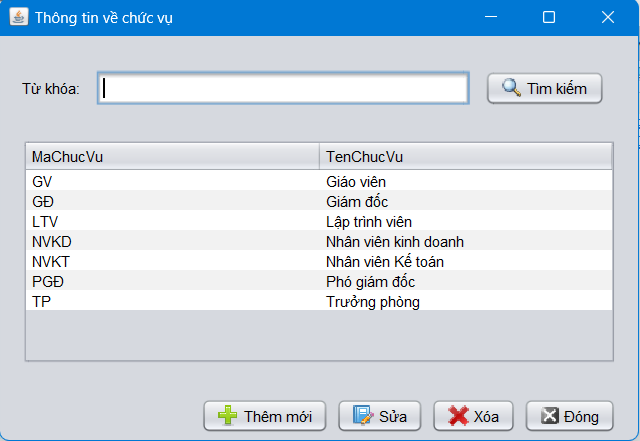 Thông tin về chức vụ
Từ khóa: Tìm kiếm
MaChucVu TenChucVu
GV Giáo viên
GĐ Giám đốc
LTV Lập trình viên
NVKD Nhân viên kinh doanh
NVKT Nhân viên Kế toán
PGĐ Phó giám đốc
TP Trưởng phòng
Thêm mới Sửa Xóa Đóng